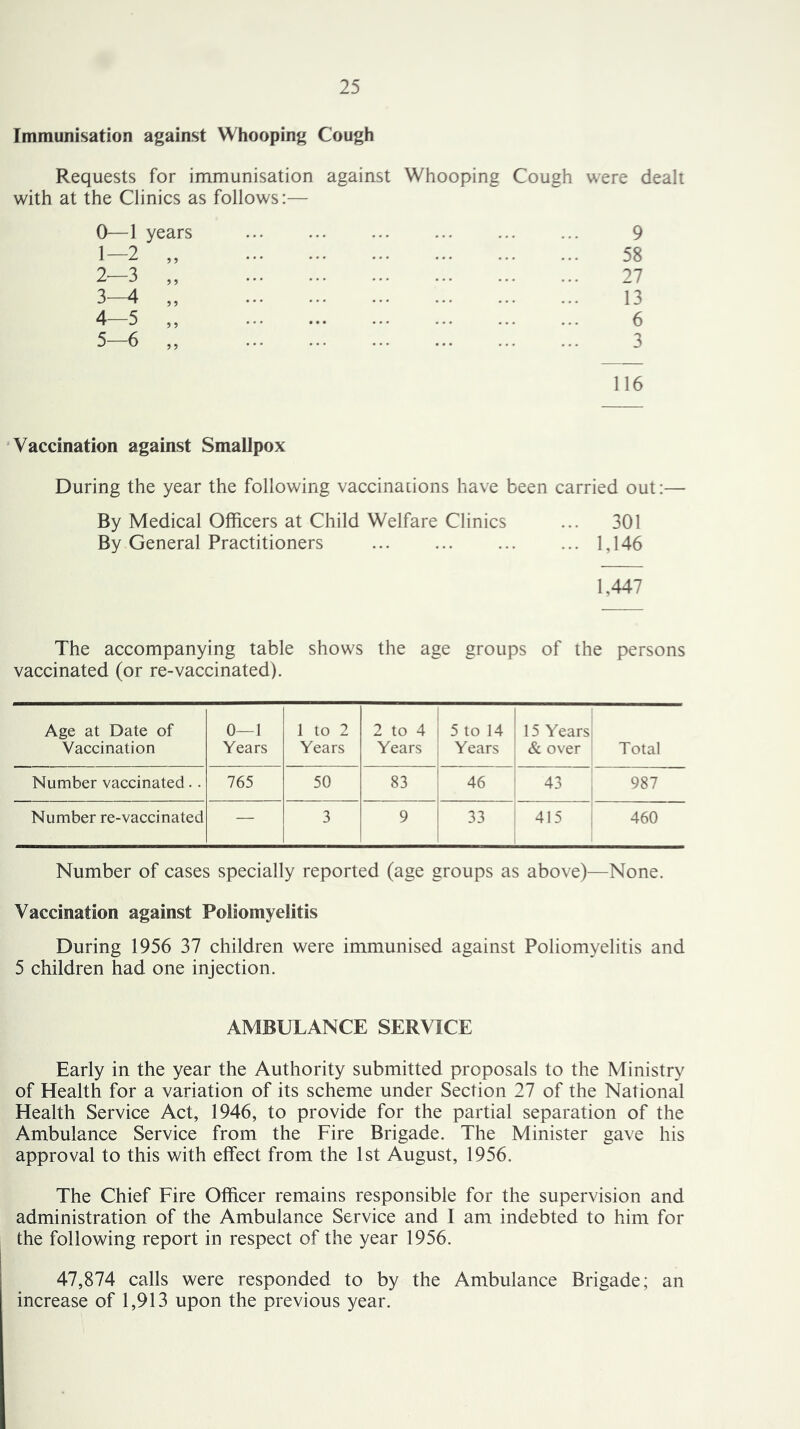 25
Immunisation against Whooping Cough
Requests for immunisation against Whooping Cough were dealt
with at the Clinics as follows:—
0—1 years ... ... ... ... ... ... 9
1—2 ,, ... ... ... ... ... ... 58
2—3 ,, ... ... ... ... ... ... 27
3—4 ,, ... ... ... ... ... ... 13
4—5 ,, ... ... ... ... ... ... 6
5—6 ,, ... ... ... ... ... ... 3
116
Vaccination against Smallpox
During the year the following vaccinations have been carried out:—
By Medical Officers at Child Welfare Clinics ... 301
By General Practitioners ... ... ... ... 1,146
1,447
The accompanying table shows the age groups of the persons
vaccinated (or re-vaccinated).
Age at Date of 0—1 1 to 2 2 to 4 5 to 14 15 Years
Vaccination Years Years Years Years & over Total
Number vaccinated .. 765 50 83 46 43 987
Number re-vaccinated — 3 9 33 415 460
Number of cases specially reported (age groups as above)—None.
Vaccination against Poliomyelitis
During 1956 37 children were immunised against Poliomyelitis and
5 children had one injection.
AMBULANCE SERVICE
Early in the year the Authority submitted proposals to the Ministry
of Health for a variation of its scheme under Section 27 of the National
Health Service Act, 1946, to provide for the partial separation of the
Ambulance Service from the Fire Brigade. The Minister gave his
approval to this with effect from the 1st August, 1956.
The Chief Fire Officer remains responsible for the supervision and
administration of the Ambulance Service and I am indebted to him for
the following report in respect of the year 1956.
47,874 calls were responded to by the Ambulance Brigade; an
increase of 1,913 upon the previous year.